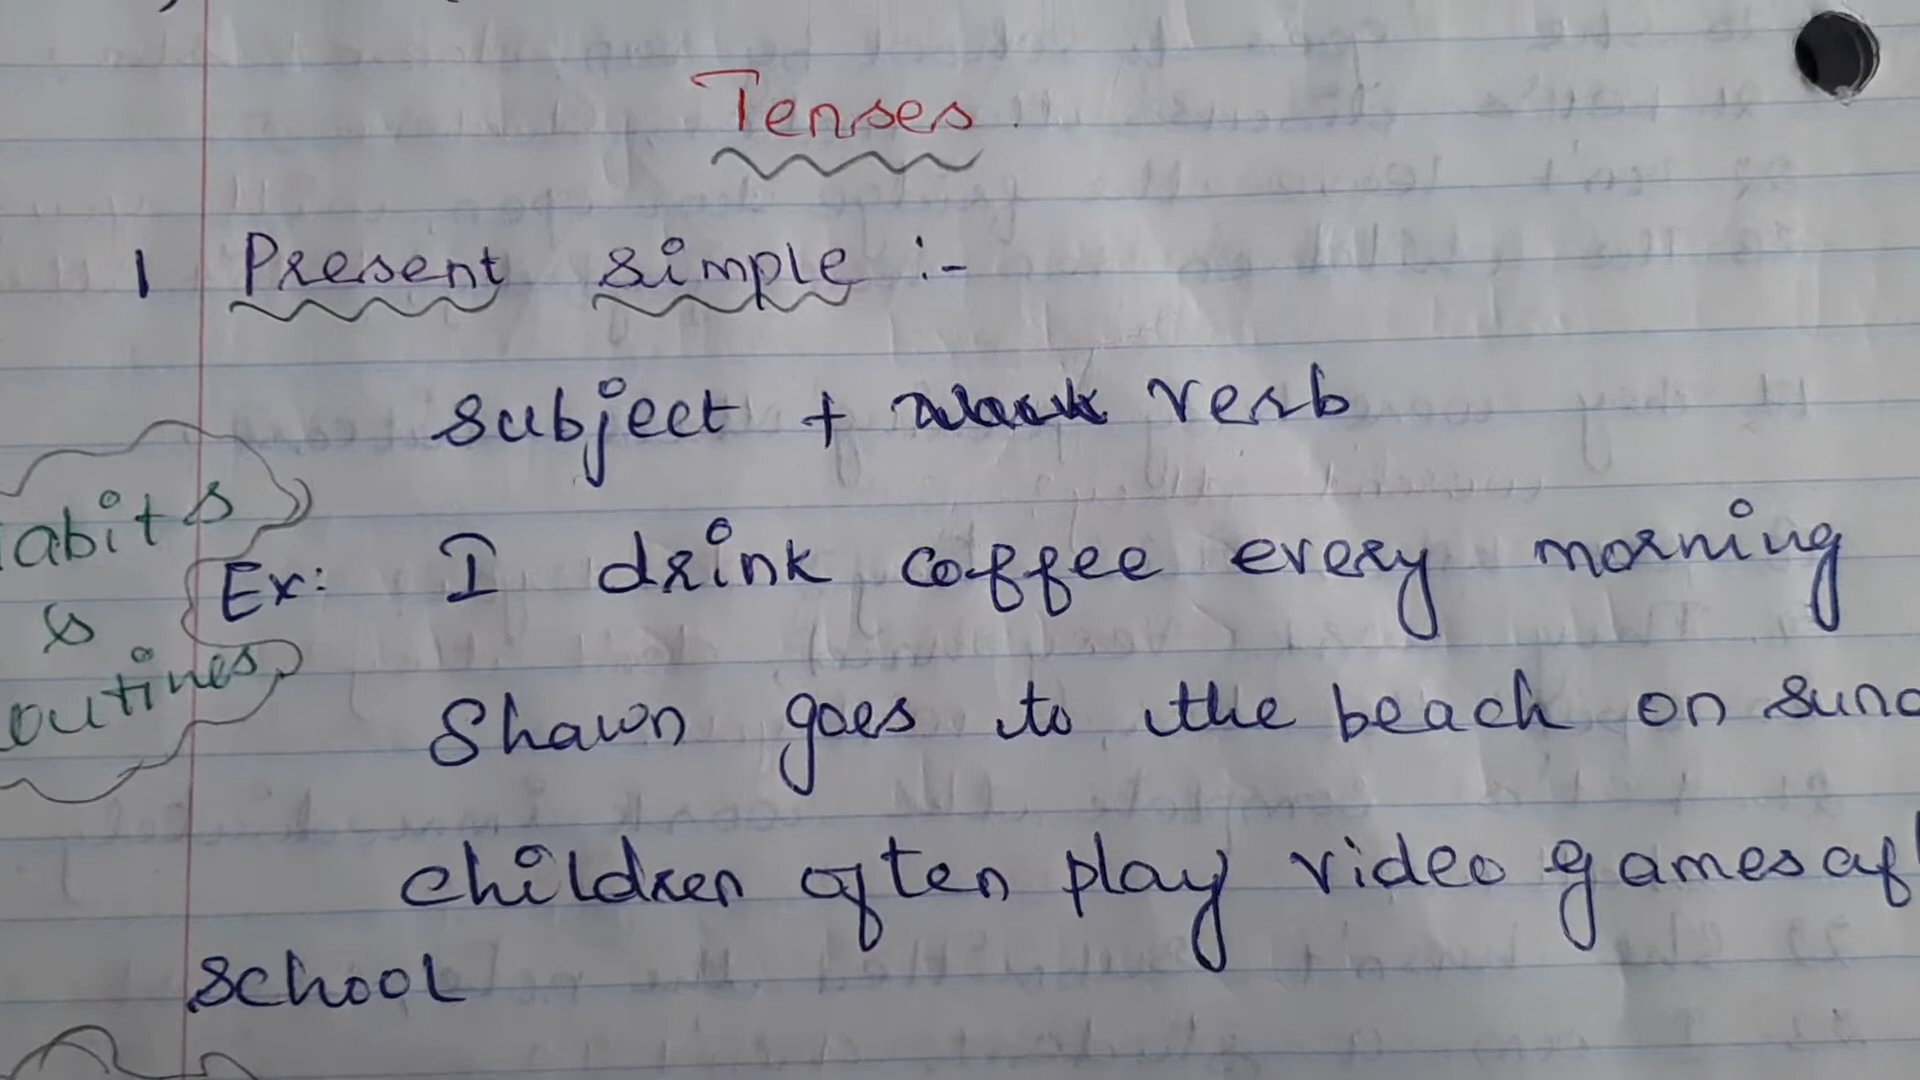 Tenses
1 Present simple :-
subject + verb
abits
&
outines
Ex: I drink coffee every morning
Shawn goes to the beach on sund
children often play video games af
school